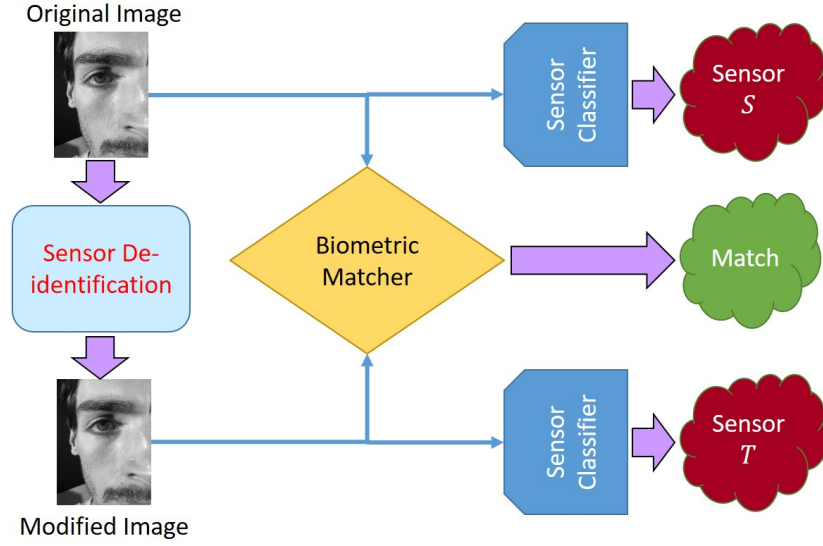 Original Image
Sensor
Classifier
Sensor
S
Sensor De-
identification
Biometric
Matcher
Match
Sensor
Classifier
Sensor
T
Modified Image